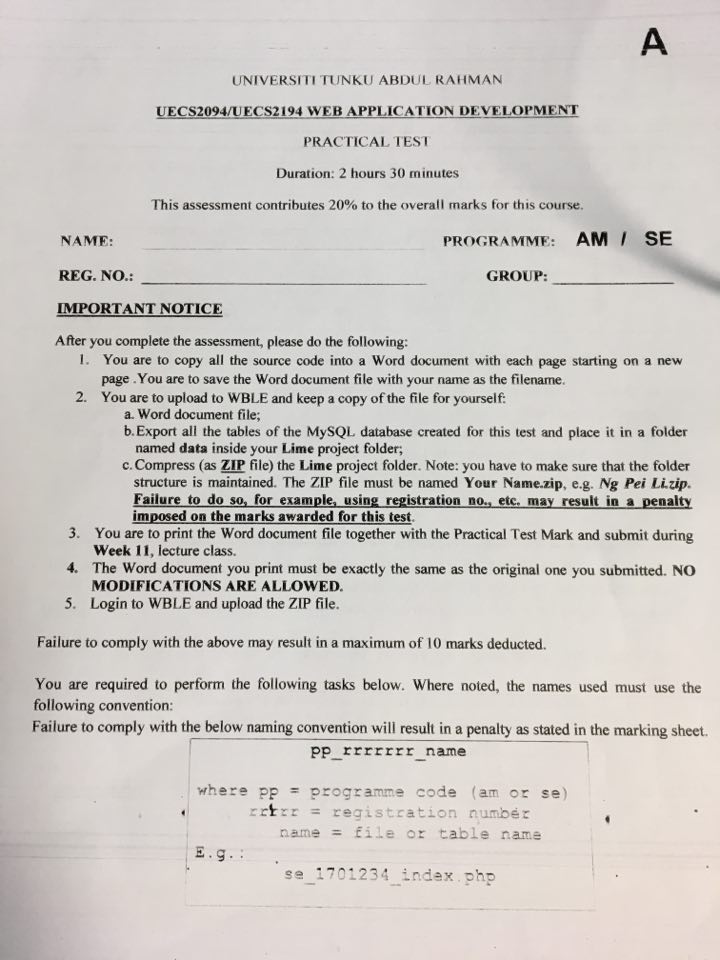 A
UNIVERSITI TUNKU ABDUL RAHMAN
UECS2094/UECS2194 WEB APPLICATION DEVELOPMENT
PRACTICAL TEST
Duration: 2 hours 30 minutes
This assessment contributes 20% to the overall marks for this course.
NAME: PROGRAMME: AM / SE
REG. NO.: GROUP:
IMPORTANT NOTICE
After you complete the assessment, please do the following:
1. You are to copy all the source code into a Word document with each page starting on a new
page .You are to save the Word document file with your name as the filename.
2. You are to upload to WBLE and keep a copy of the file for yourself:
a. Word document file;
b. Export all the tables of the MySQL database created for this test and place it in a folder
named data inside your Lime project folder;
c. Compress (as ZIP file) the Lime project folder. Note: you have to make sure that the folder
structure is maintained. The ZIP file must be named Your Name.zip, e.g. Ng Pei Li.zip.
Failure to do so, for example, using registration no., etc. may result in a penalty
imposed on the marks awarded for this test.
3. You are to print the Word document file together with the Practical Test Mark and submit during
Week 11, lecture class.
4. The Word document you print must be exactly the same as the original one you submitted. NO
MODIFICATIONS ARE ALLOWED.
5. Login to WBLE and upload the ZIP file.
Failure to comply with the above may result in a maximum of 10 marks deducted.
You are required to perform the following tasks below. Where noted, the names used must use the
following convention:
Failure to comply with the below naming convention will result in a penalty as stated in the marking sheet.
pp_rrrrrrr_name
where pp = programme code (am or se)
rrrrr = registration number
name = file or table name
E.g.:
se_1701234_index.php